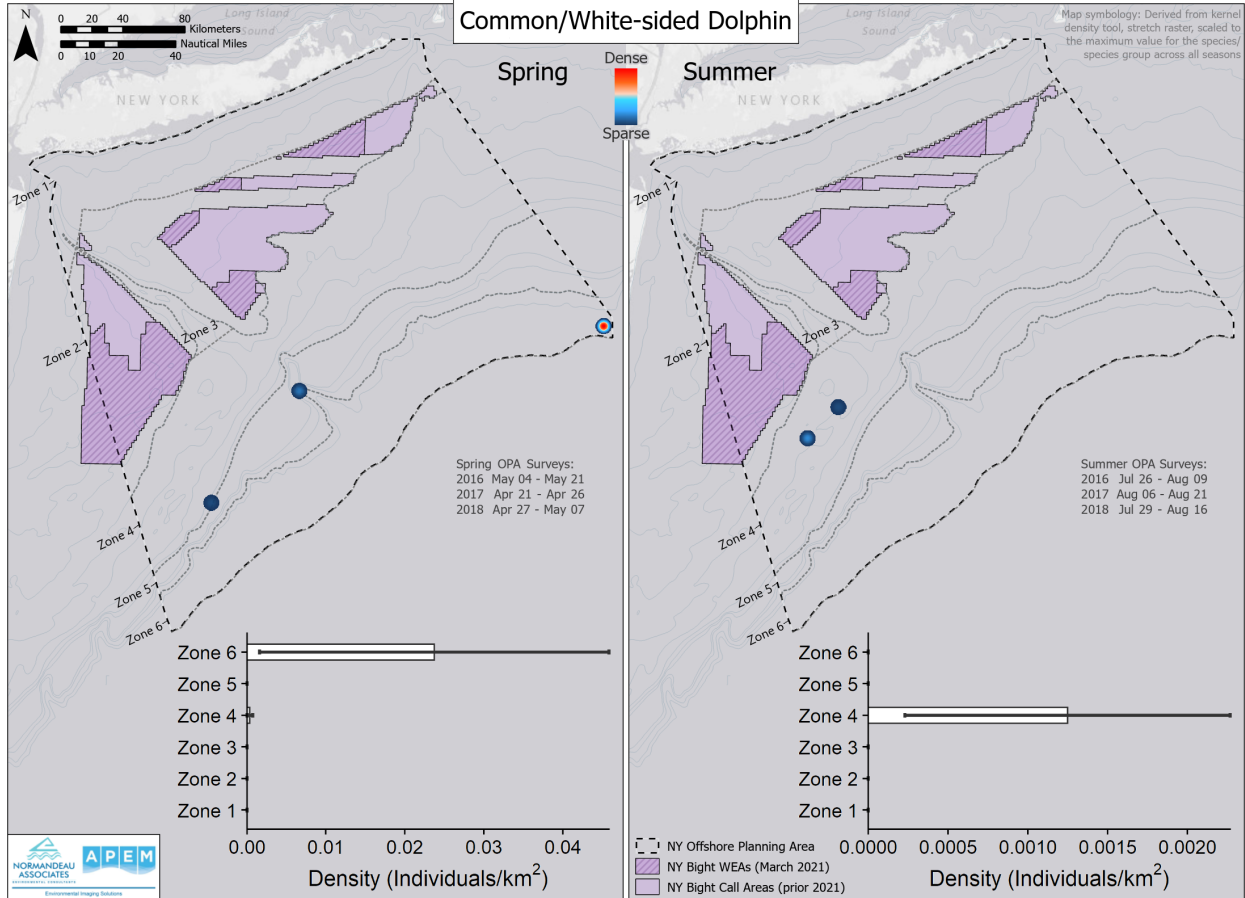 Common/White-sided Dolphin
N
0 20 40 80
Kilometers
Nautical Miles
0 10 20 40
Long Island
Sound
Spring
Dense
Sparse
NEW YORK
Zone 1
Zone 2
Zone 3
Zone 4
Zone 5
Zone 6
Spring OPA Surveys:
2016 May 04 - May 21
2017 Apr 21 - Apr 26
2018 Apr 27 - May 07
Zone 6
Zone 5
Zone 4
Zone 3
Zone 2
Zone 1
0.00 0.01 0.02 0.03 0.04
Density (Individuals/km²)
NORMANDEAU
ASSOCIATES
ENVIRONMENTAL CONSULTANTS
APEM
Environmental Imaging Solutions
Summer
Long Island
Sound
Map symbology: Derived from kernel
density tool, stretch raster, scaled to
the maximum value for the species/
species group across all seasons
NEW YORK
Zone 1
Zone 2
Zone 3
Zone 4
Zone 5
Zone 6
Summer OPA Surveys:
2016 Jul 26 - Aug 09
2017 Aug 06 - Aug 21
2018 Jul 29 - Aug 16
Zone 6
Zone 5
Zone 4
Zone 3
Zone 2
Zone 1
0.0000 0.0005 0.0010 0.0015 0.0020
Density (Individuals/km²)
NY Offshore Planning Area
NY Bight WEAs (March 2021)
NY Bight Call Areas (prior 2021)